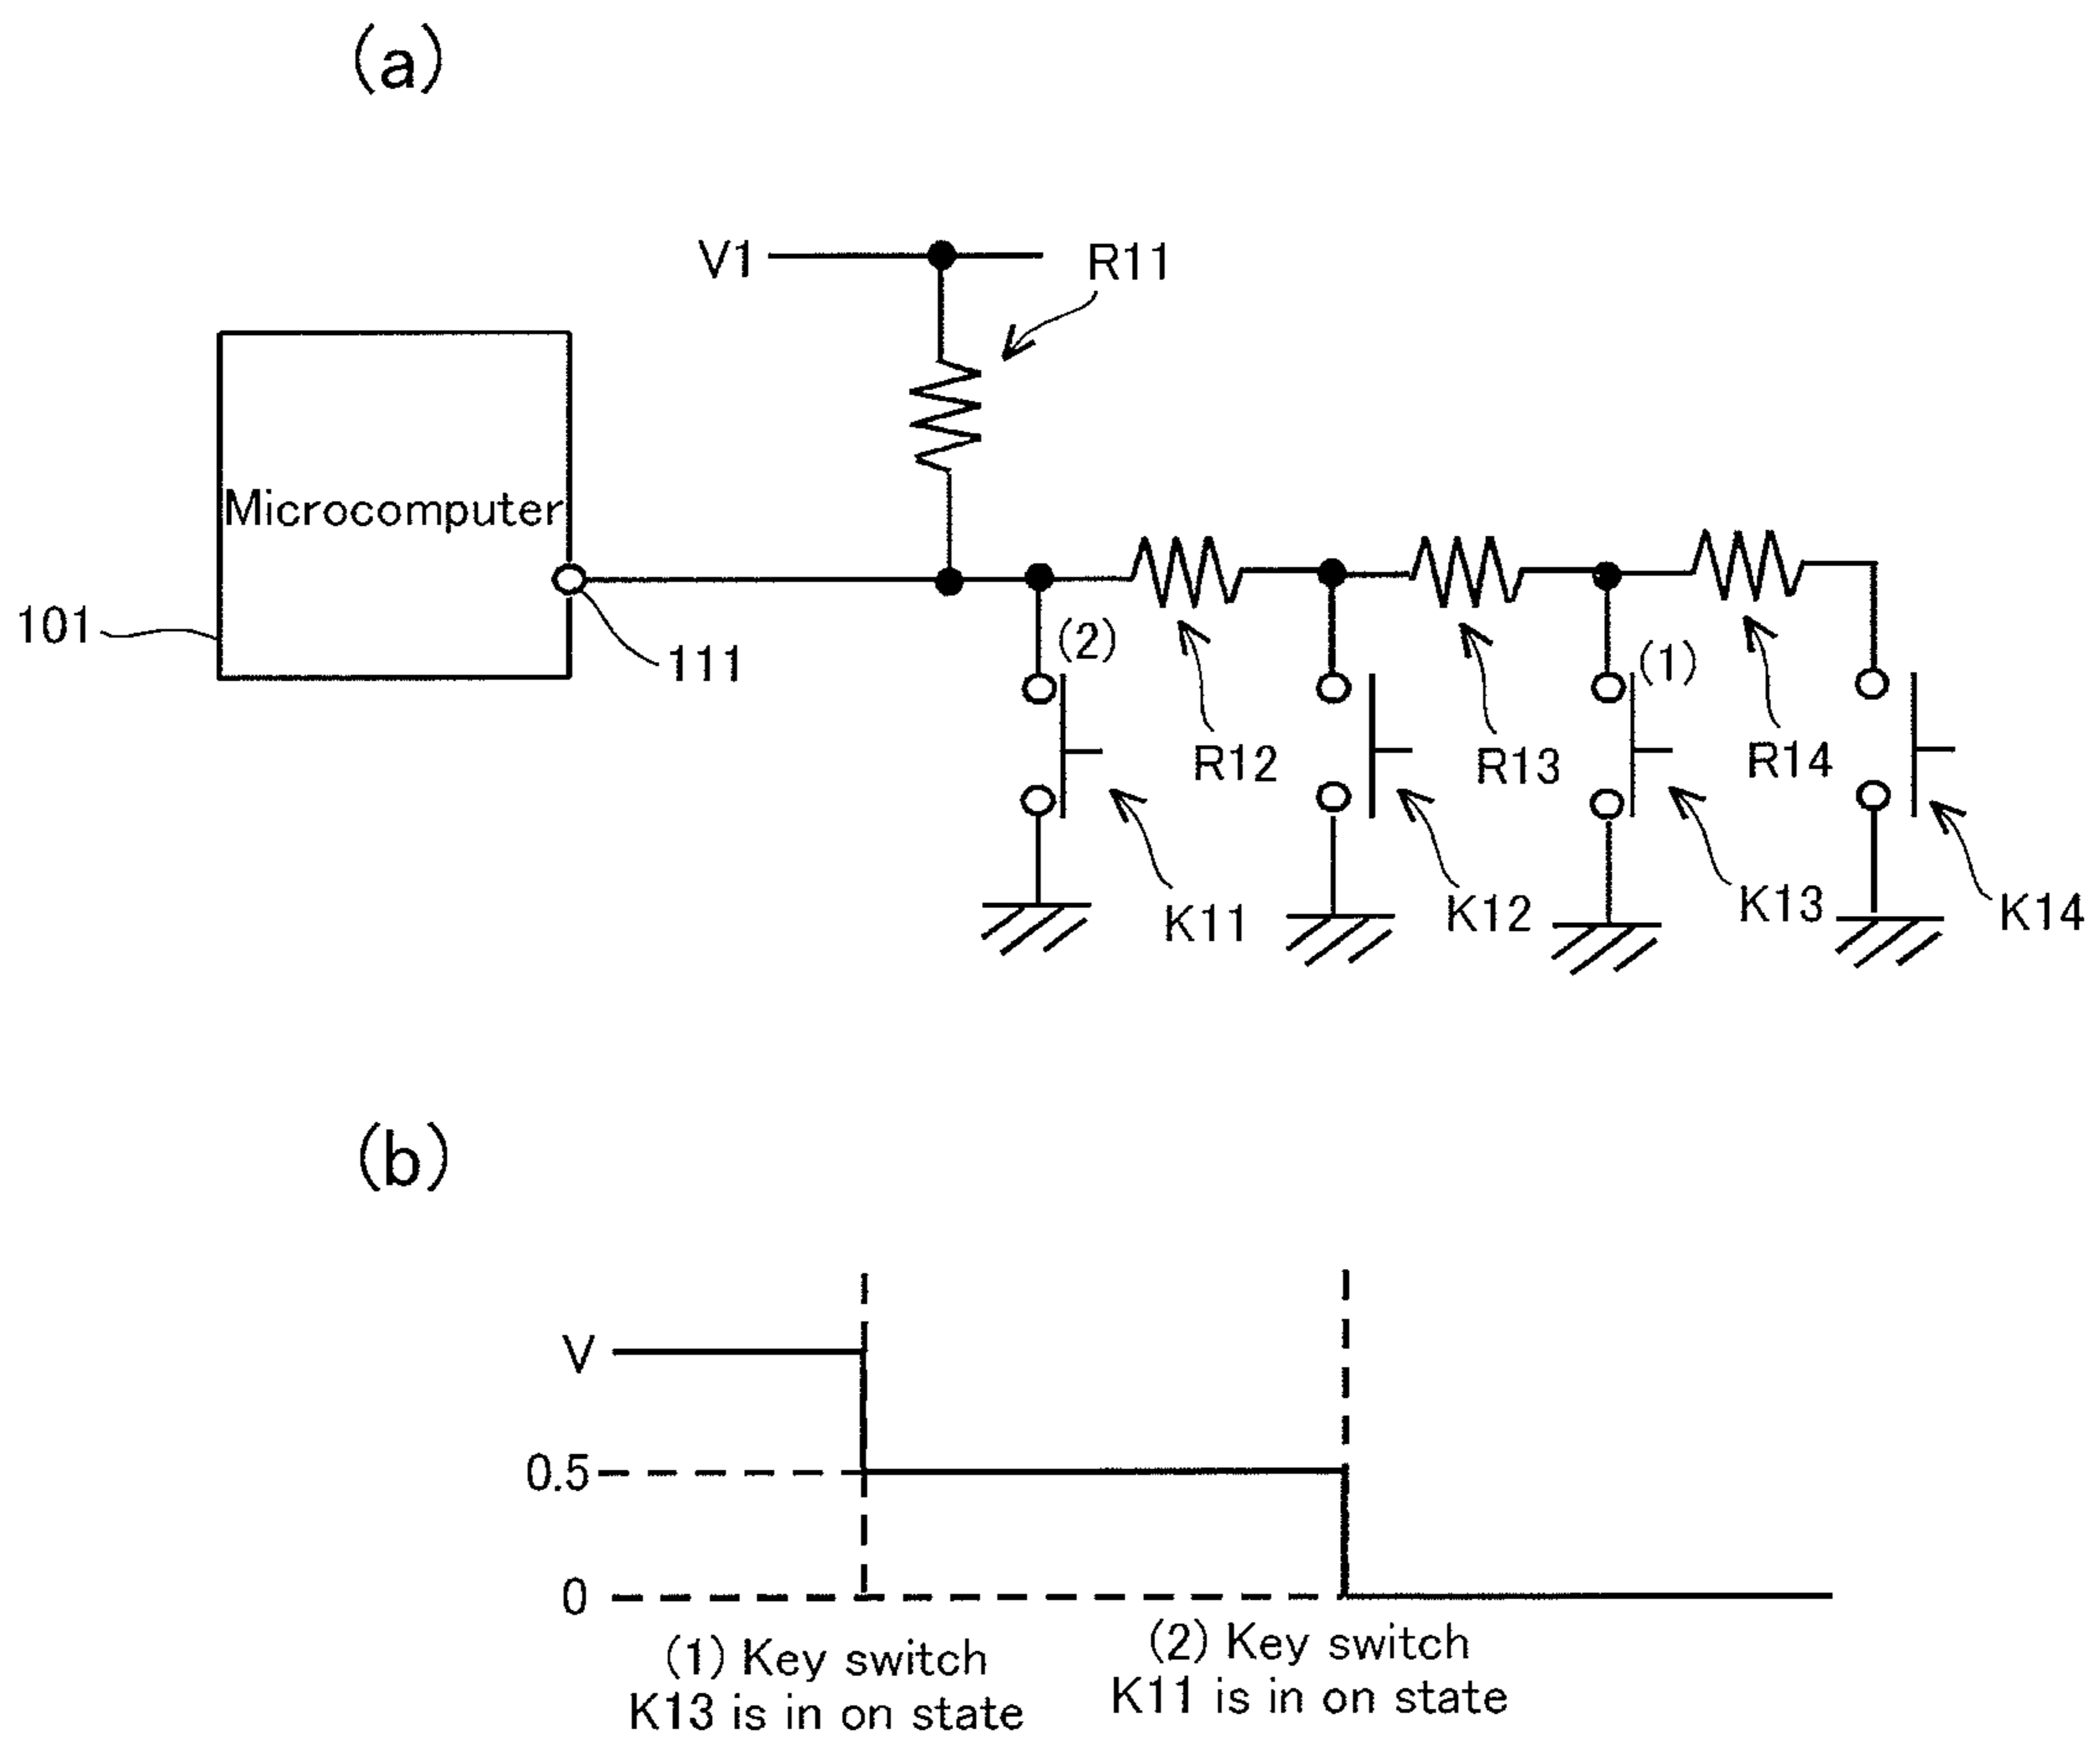 (a)
V1
R11
Microcomputer
101
111
(2)
(1)
R12
R13
R14
K11
K12
K13
K14
(b)
V
0.5
0
(1) Key switch
K13 is in on state
(2) Key switch
K11 is in on state